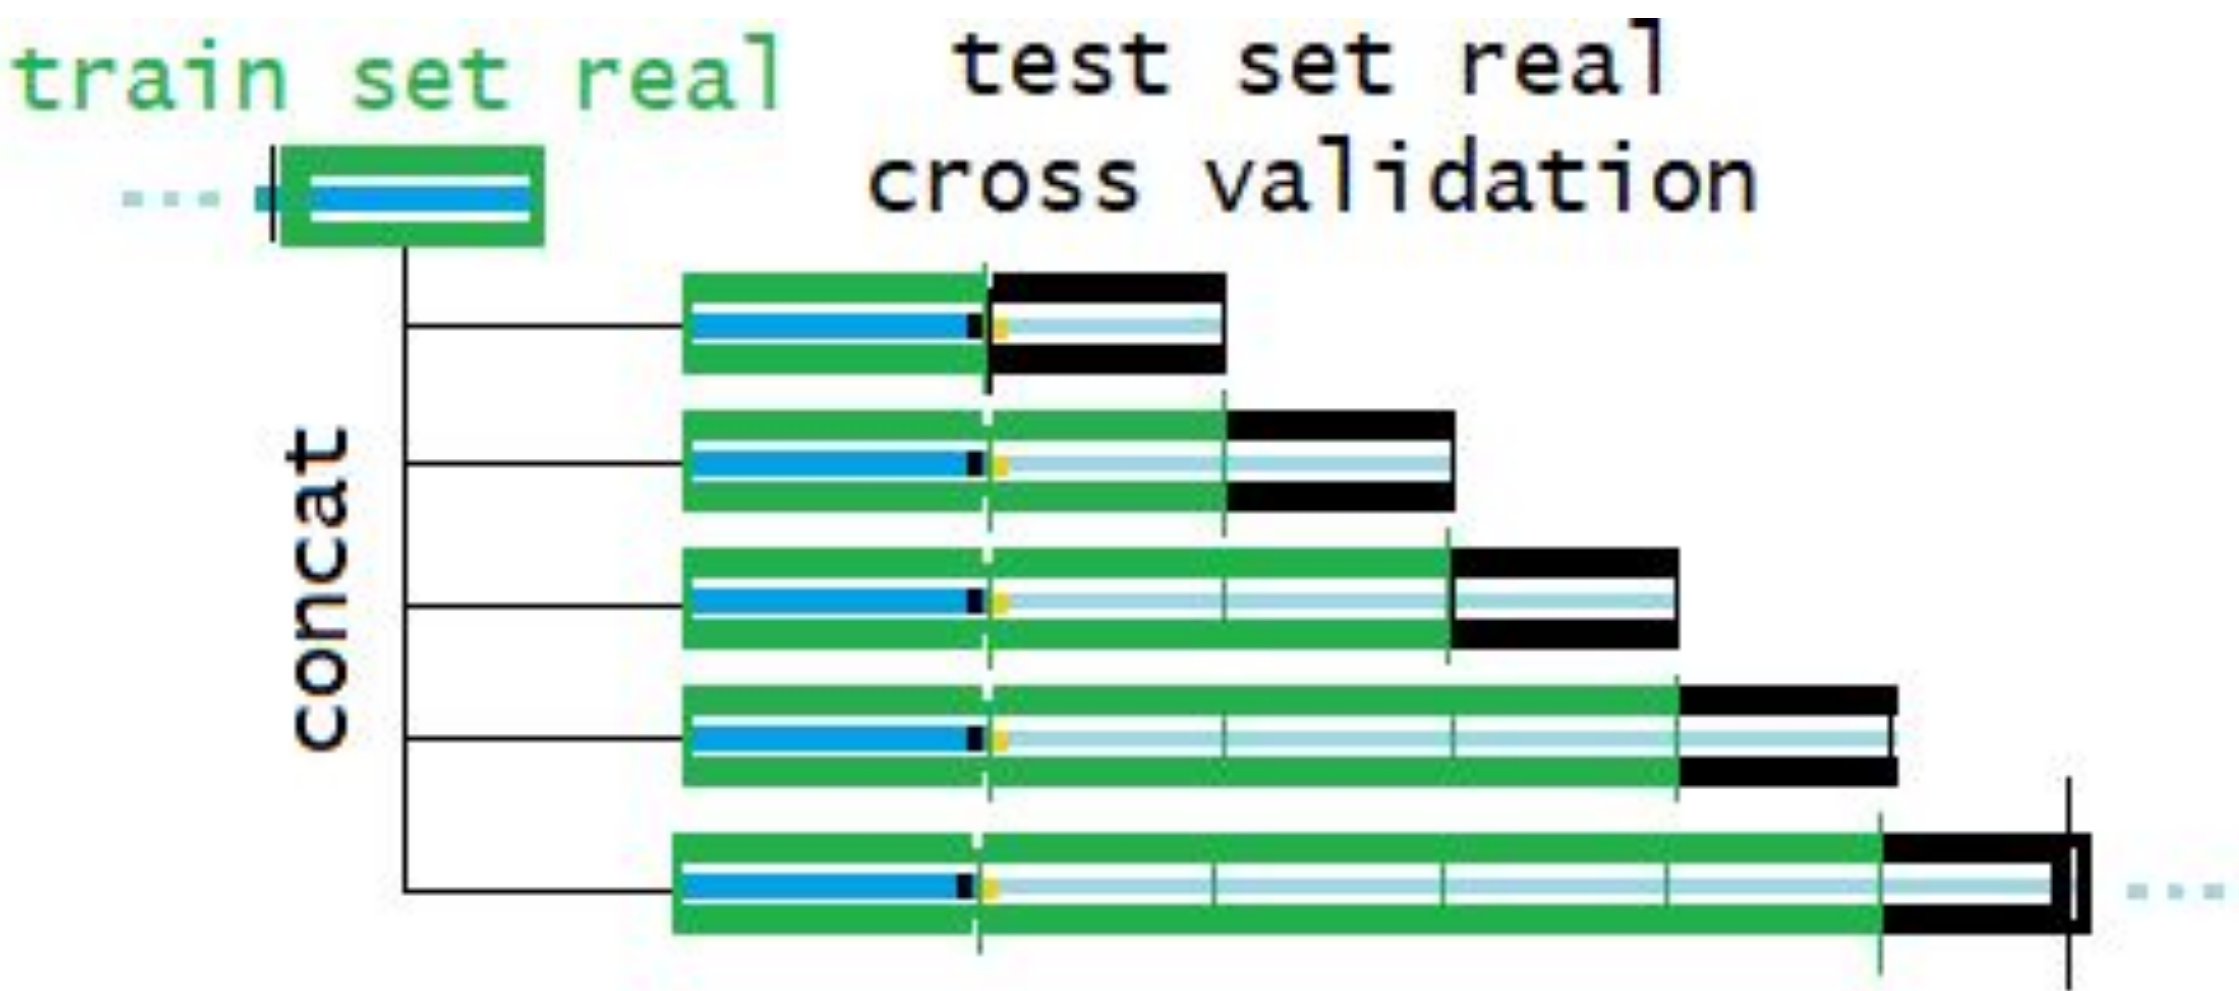 train set real
test set real
cross validation
concat